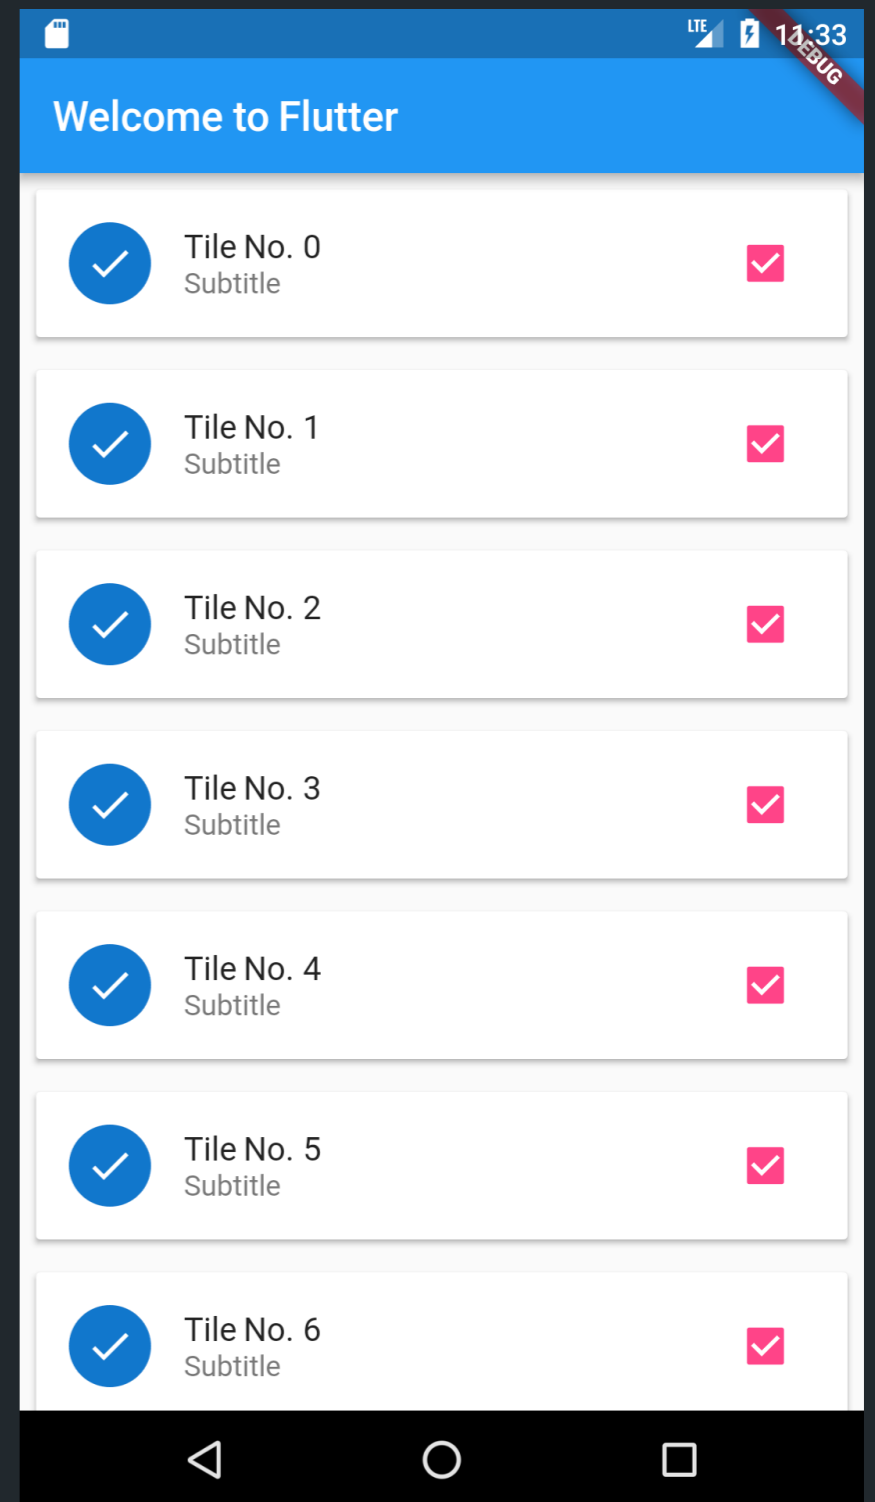 LTE 11:33
DEBUG
Welcome to Flutter
Tile No. 0
Subtitle
Tile No. 1
Subtitle
Tile No. 2
Subtitle
Tile No. 3
Subtitle
Tile No. 4
Subtitle
Tile No. 5
Subtitle
Tile No. 6
Subtitle